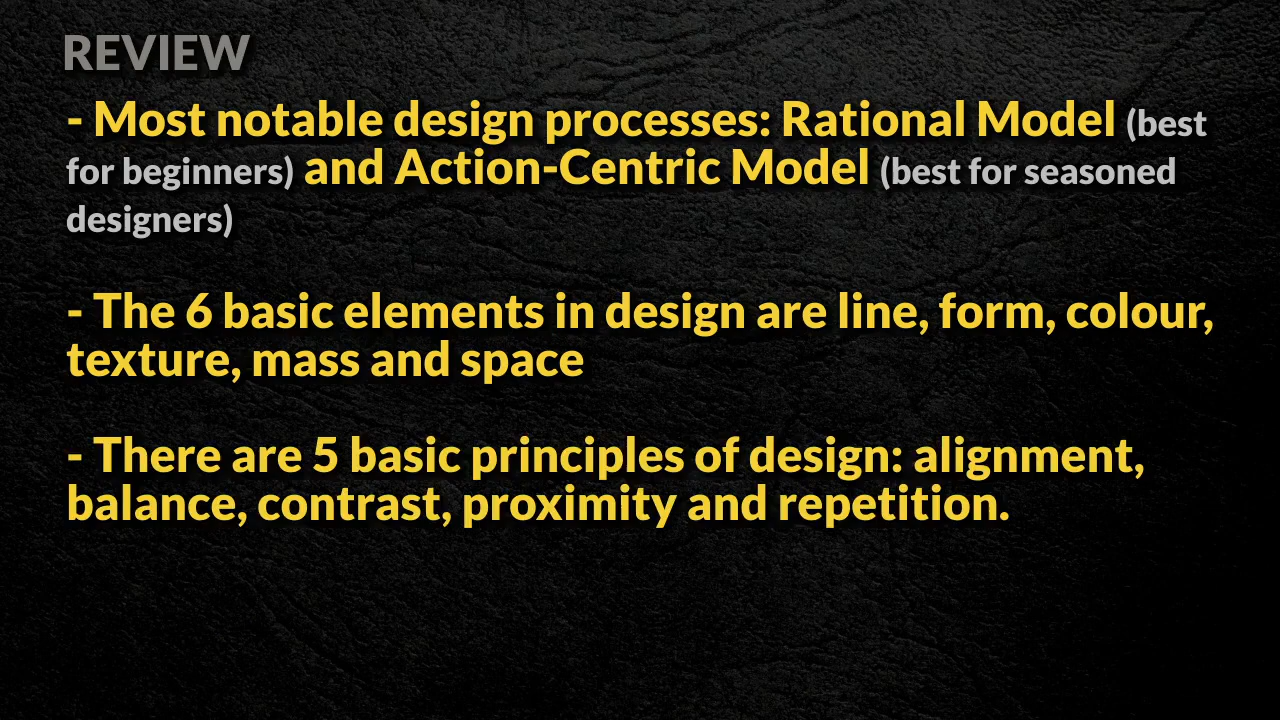 REVIEW
- Most notable design processes: Rational Model (best
for beginners) and Action-Centric Model (best for seasoned
designers)
- The 6 basic elements in design are line, form, colour,
texture, mass and space
- There are 5 basic principles of design: alignment,
balance, contrast, proximity and repetition.